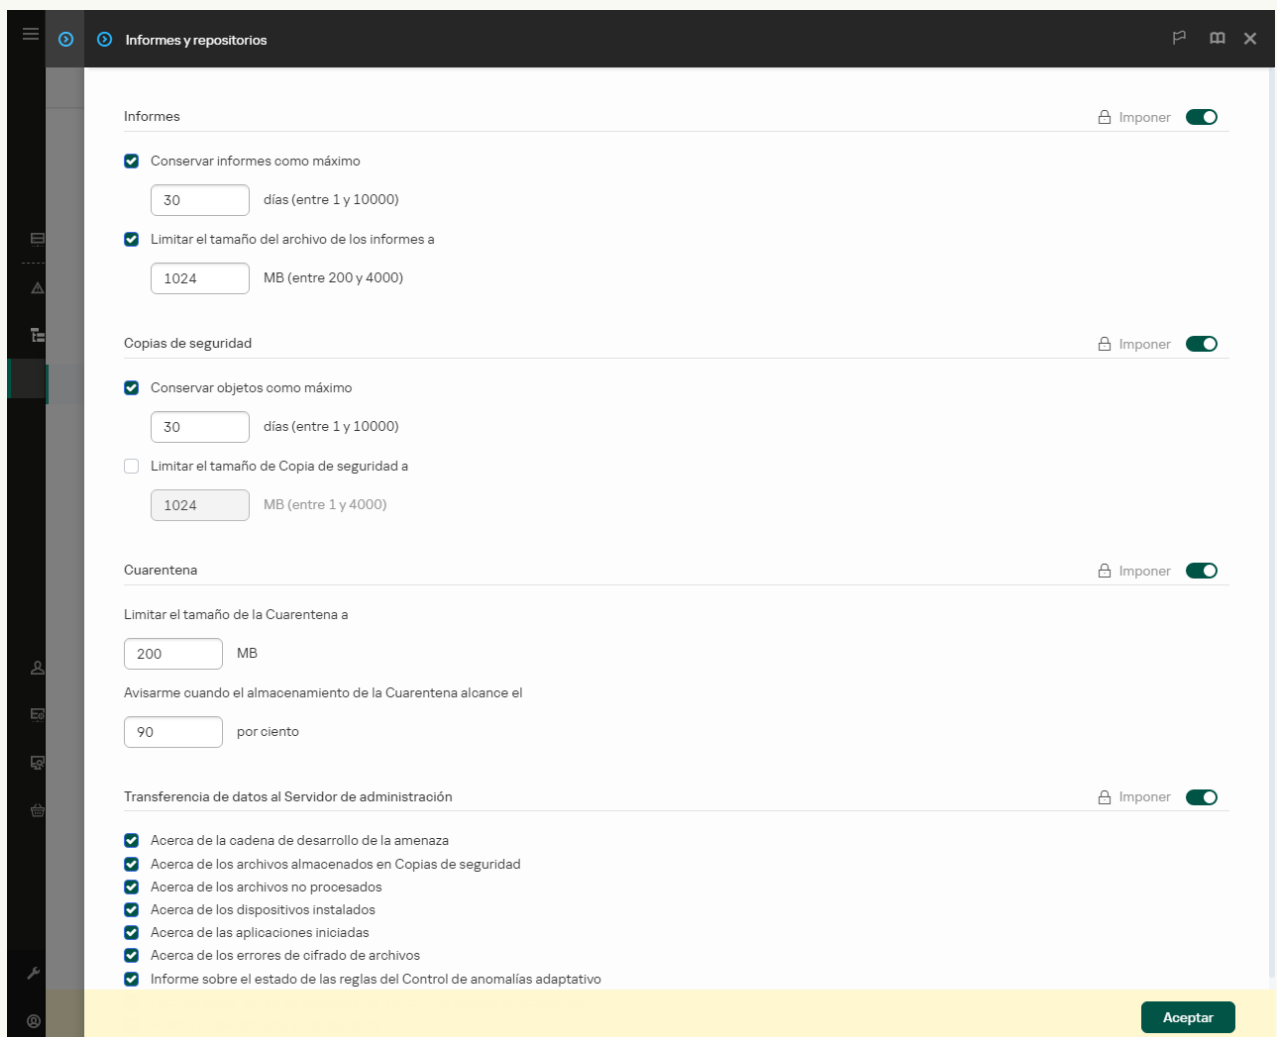 Informes y repositorios
Informes
Imponer
Conservar informes como máximo
30 días (entre 1 y 10000)
Limitar el tamaño del archivo de los informes a
1024 MB (entre 200 y 4000)
Copias de seguridad
Imponer
Conservar objetos como máximo
30 días (entre 1 y 10000)
Limitar el tamaño de Copia de seguridad a
1024 MB (entre 1 y 4000)
Cuarentena
Imponer
Limitar el tamaño de la Cuarentena a
200 MB
Avisarme cuando el almacenamiento de la Cuarentena alcance el
90 por ciento
Transferencia de datos al Servidor de administración
Imponer
Acerca de la cadena de desarrollo de la amenaza
Acerca de los archivos almacenados en Copias de seguridad
Acerca de los archivos no procesados
Acerca de los dispositivos instalados
Acerca de las aplicaciones iniciadas
Acerca de los errores de cifrado de archivos
Informe sobre el estado de las reglas del Control de anomalías adaptativo
Aceptar